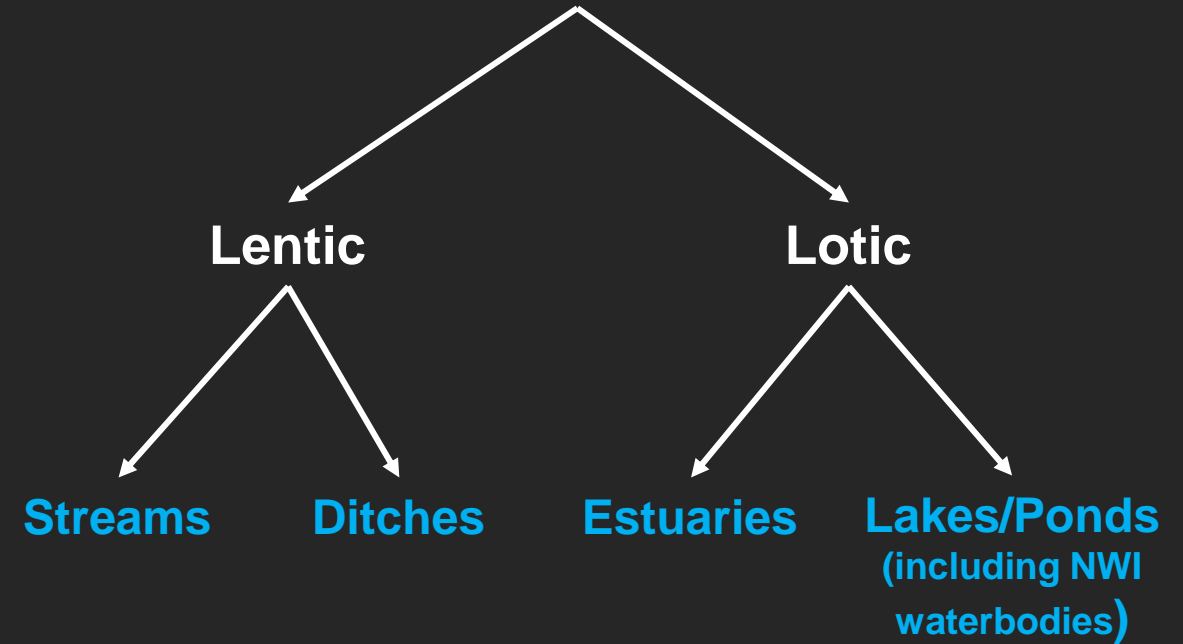 Lentic
Lotic
Streams
Ditches
Estuaries
Lakes/Ponds
(including NWI
waterbodies)